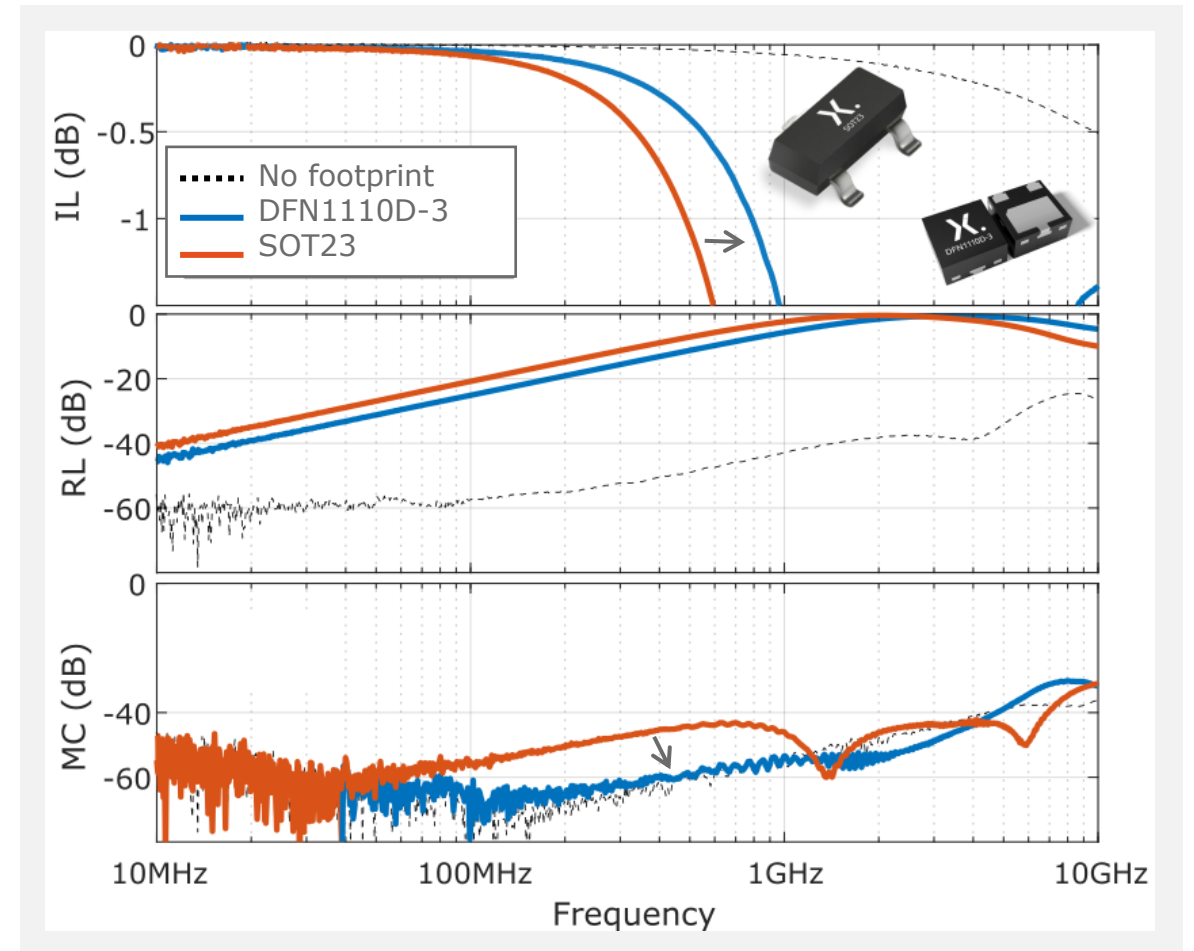 0
-0.5
-1
IL (dB)
No footprint
DFN1110D-3
SOT23
X.
SOT23
X.
DFN1110D-3
0
-20
-40
-60
RL (dB)
0
-40
-60
MC (dB)
10MHz 100MHz 1GHz 10GHz
Frequency